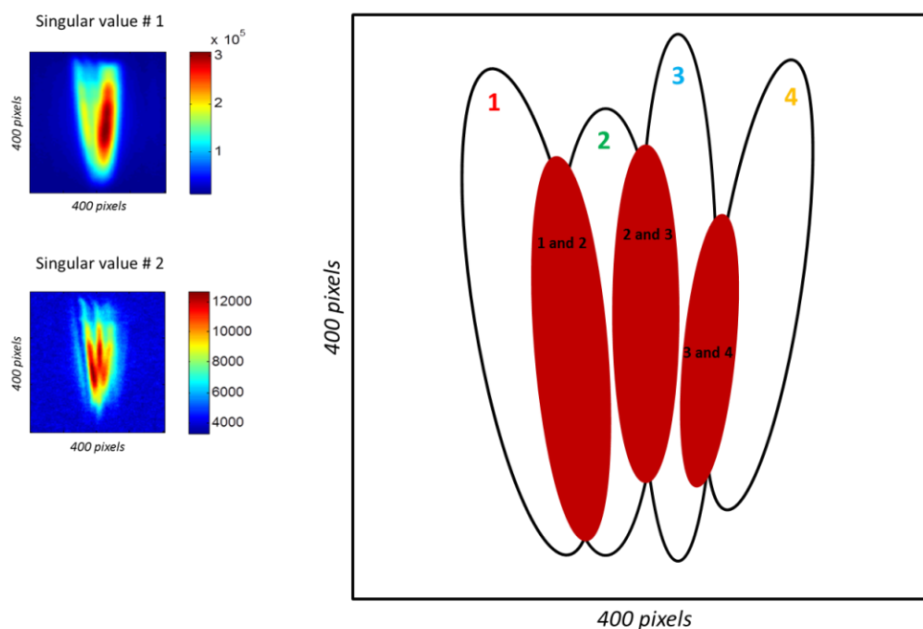 Singular value # 1
x 10⁵
3
2
1
400 pixels
400 pixels
Singular value # 2
12000
10000
8000
6000
4000
400 pixels
400 pixels
1
2
3
4
1 and 2
2 and 3
3 and 4
400 pixels
400 pixels